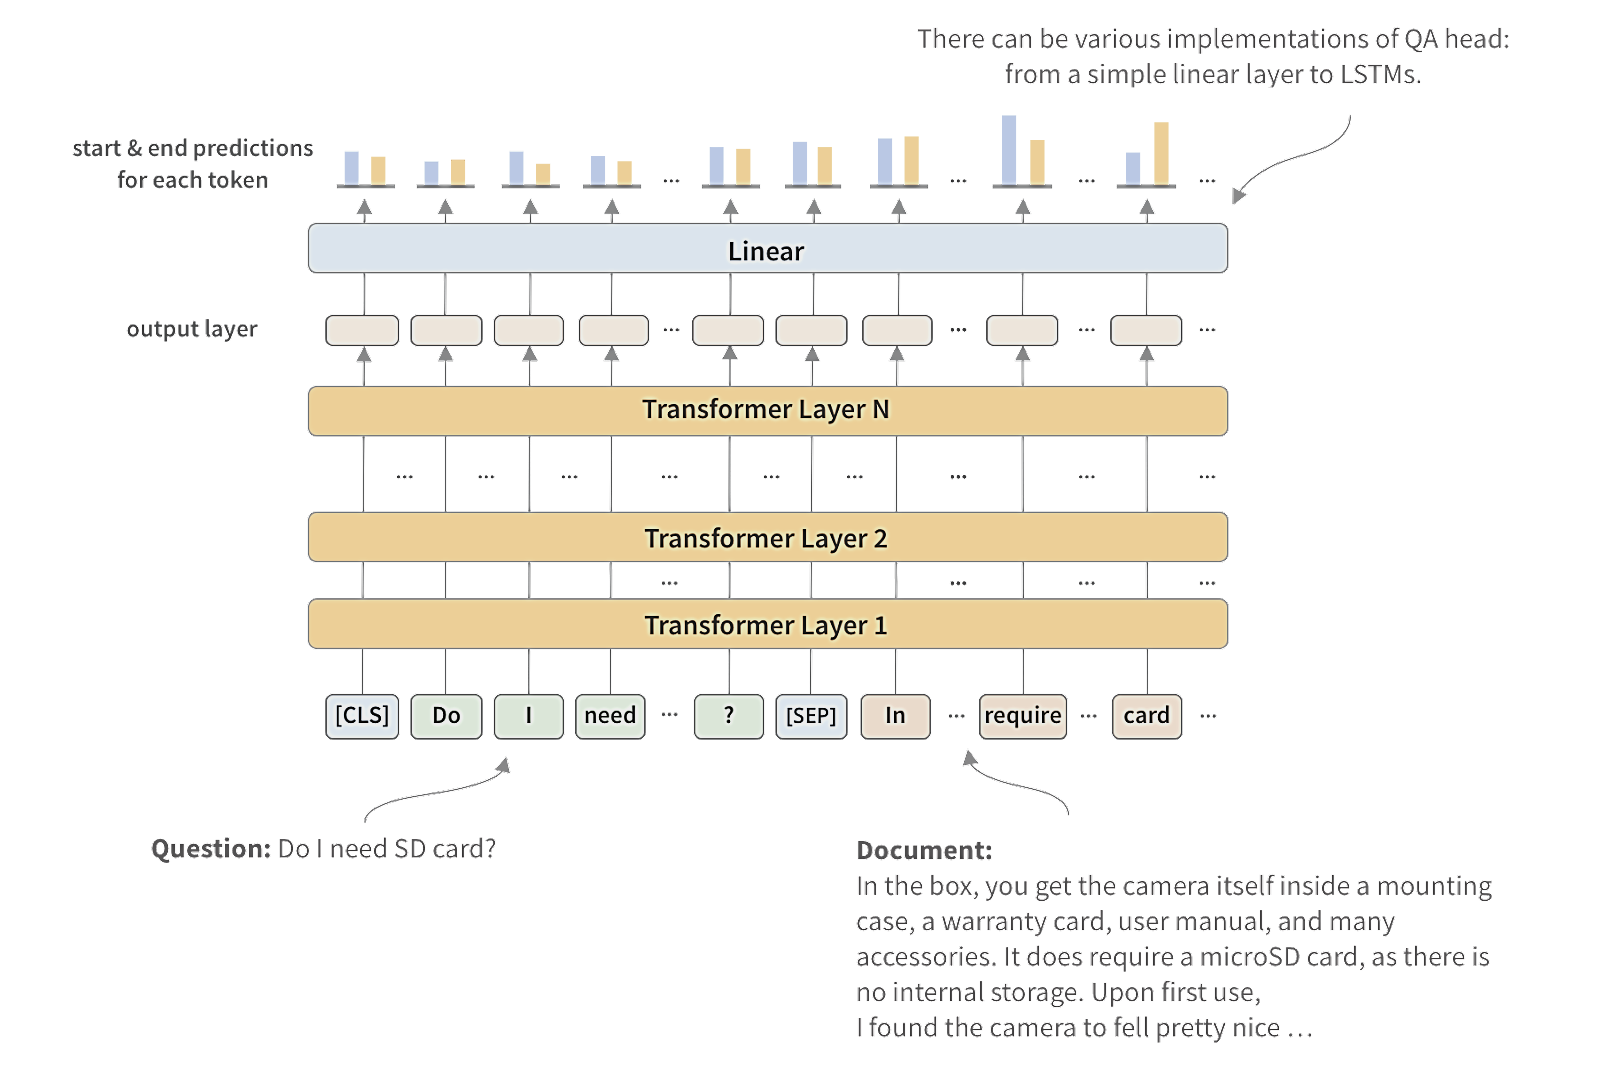 There can be various implementations of QA head:
from a simple linear layer to LSTMs.
start & end predictions
for each token
... ... ... ...
Linear
output layer
... ... ... ...
Transformer Layer N
... ... ... ... ... ... ... ... ...
Transformer Layer 2
... ... ... ...
Transformer Layer 1
[CLS] Do I need ... ? [SEP] In ... require ... card ...
Question: Do I need SD card?
Document:
In the box, you get the camera itself inside a mounting
case, a warranty card, user manual, and many
accessories. It does require a microSD card, as there is
no internal storage. Upon first use,
I found the camera to fell pretty nice ...